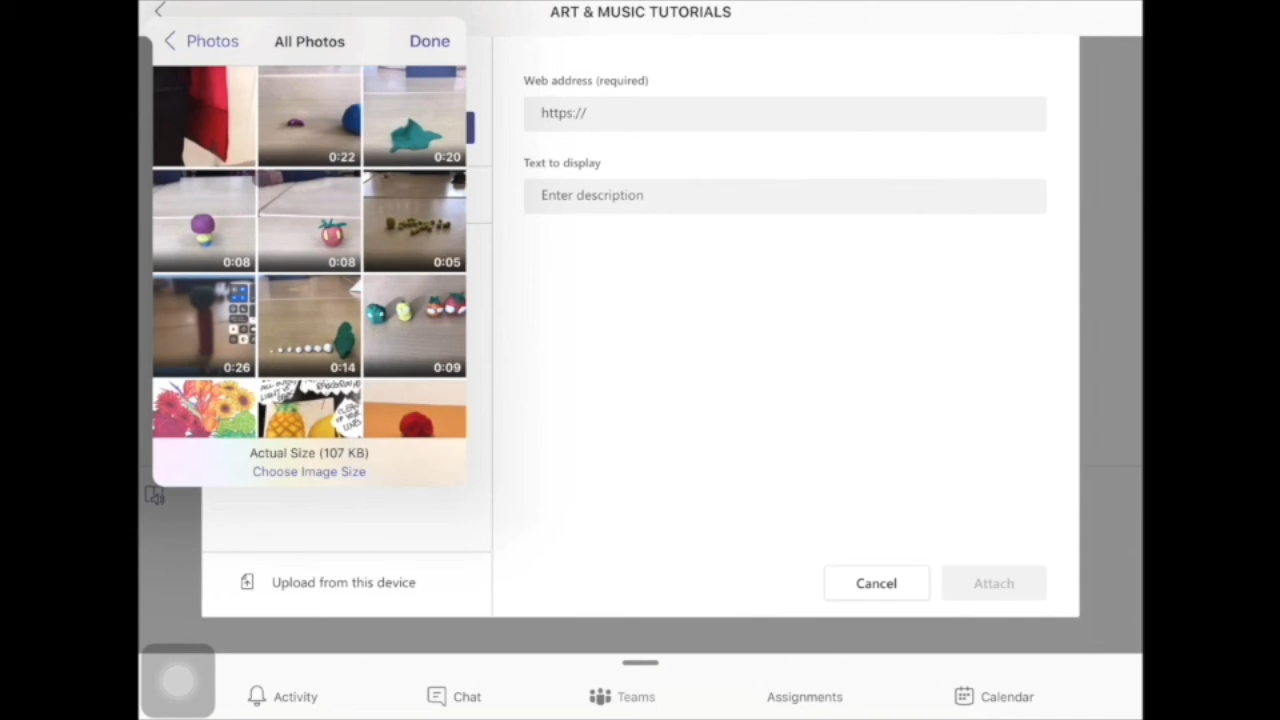 ART & MUSIC TUTORIALS
Photos All Photos Done
Web address (required)
https://
0:22 0:20
Text to display
Enter description
0:08 0:08 0:05
0:26 0:14 0:09
Actual Size (107 KB)
Choose Image Size
Upload from this device
Cancel Attach
Activity Chat Teams Assignments Calendar